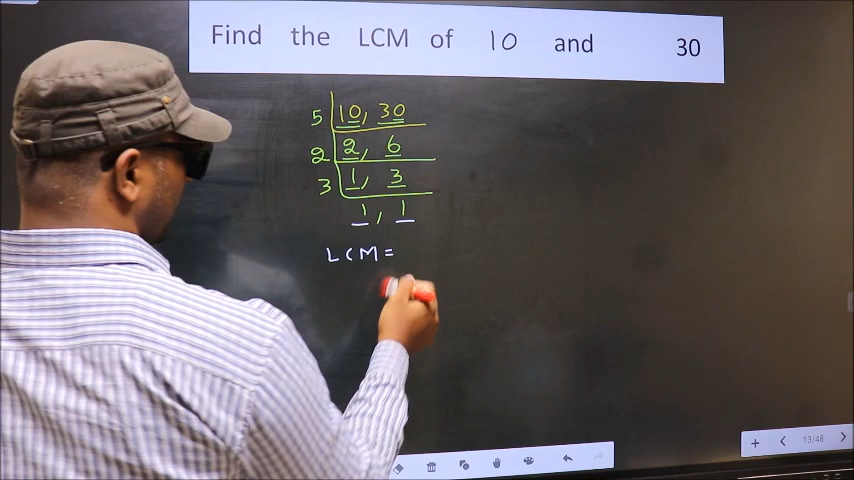 Find the LCM of 10 and 30
5 10, 30
2 2, 6
3 1, 3
1, 1
LCM =
13/48